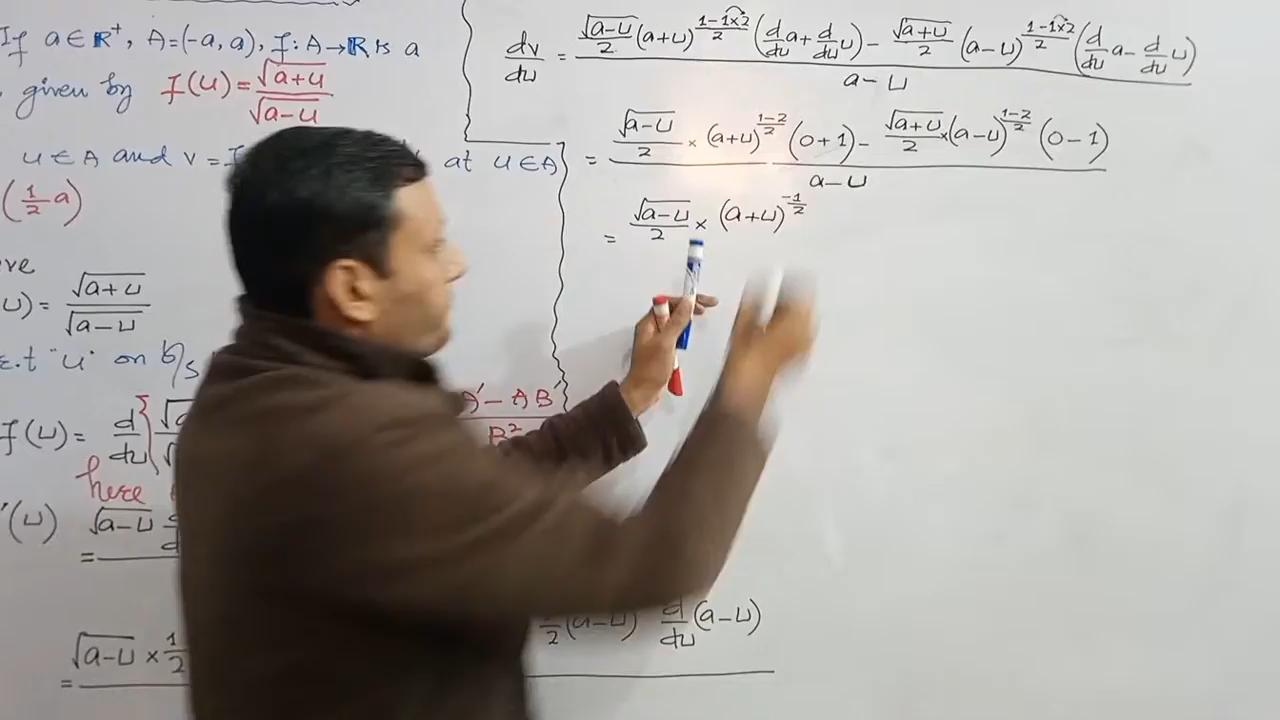 If a ∈ R⁺, A = (-a, a), f: A → R is a
given by f(u) = √(a+u) / √(a-u)
u ∈ A and v = f at u ∈ A
(1/2 a)
u) = √(a+u) / √(a-u)
r.t "u" on b/s
f(u) = d/du { √
A' - AB' / B²
here
'(u) = √(a-u) d
= √(a-u) × 1/2 1/2 (a-u) d/du (a-u)
dv/du = [ √(a-u)/2 (a+u)^((1-1×2)/2) (d/du a + d/du u) - √(a+u)/2 (a-u)^((1-1×2)/2) (d/du a - d/du u) ] / a-u
= [ √(a-u)/2 × (a+u)^((1-2)/2) (0+1) - √(a+u)/2 × (a-u)^((1-2)/2) (0-1) ] / a-u
= √(a-u)/2 × (a+u)^(-1/2)